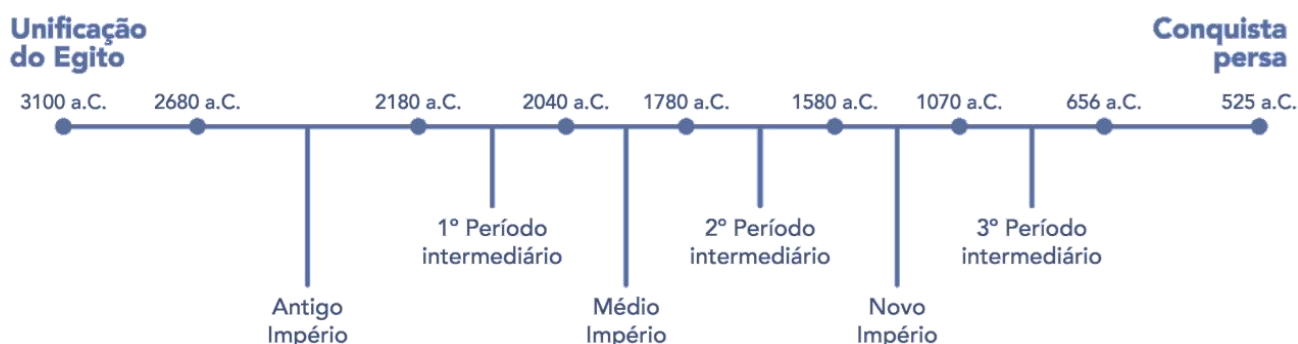 Unificação
do Egito
Conquista
persa
3100 a.C. 2680 a.C. 2180 a.C. 2040 a.C. 1780 a.C. 1580 a.C. 1070 a.C. 656 a.C. 525 a.C.
1º Período
intermediário
2º Período
intermediário
3º Período
intermediário
Antigo
Império
Médio
Império
Novo
Império